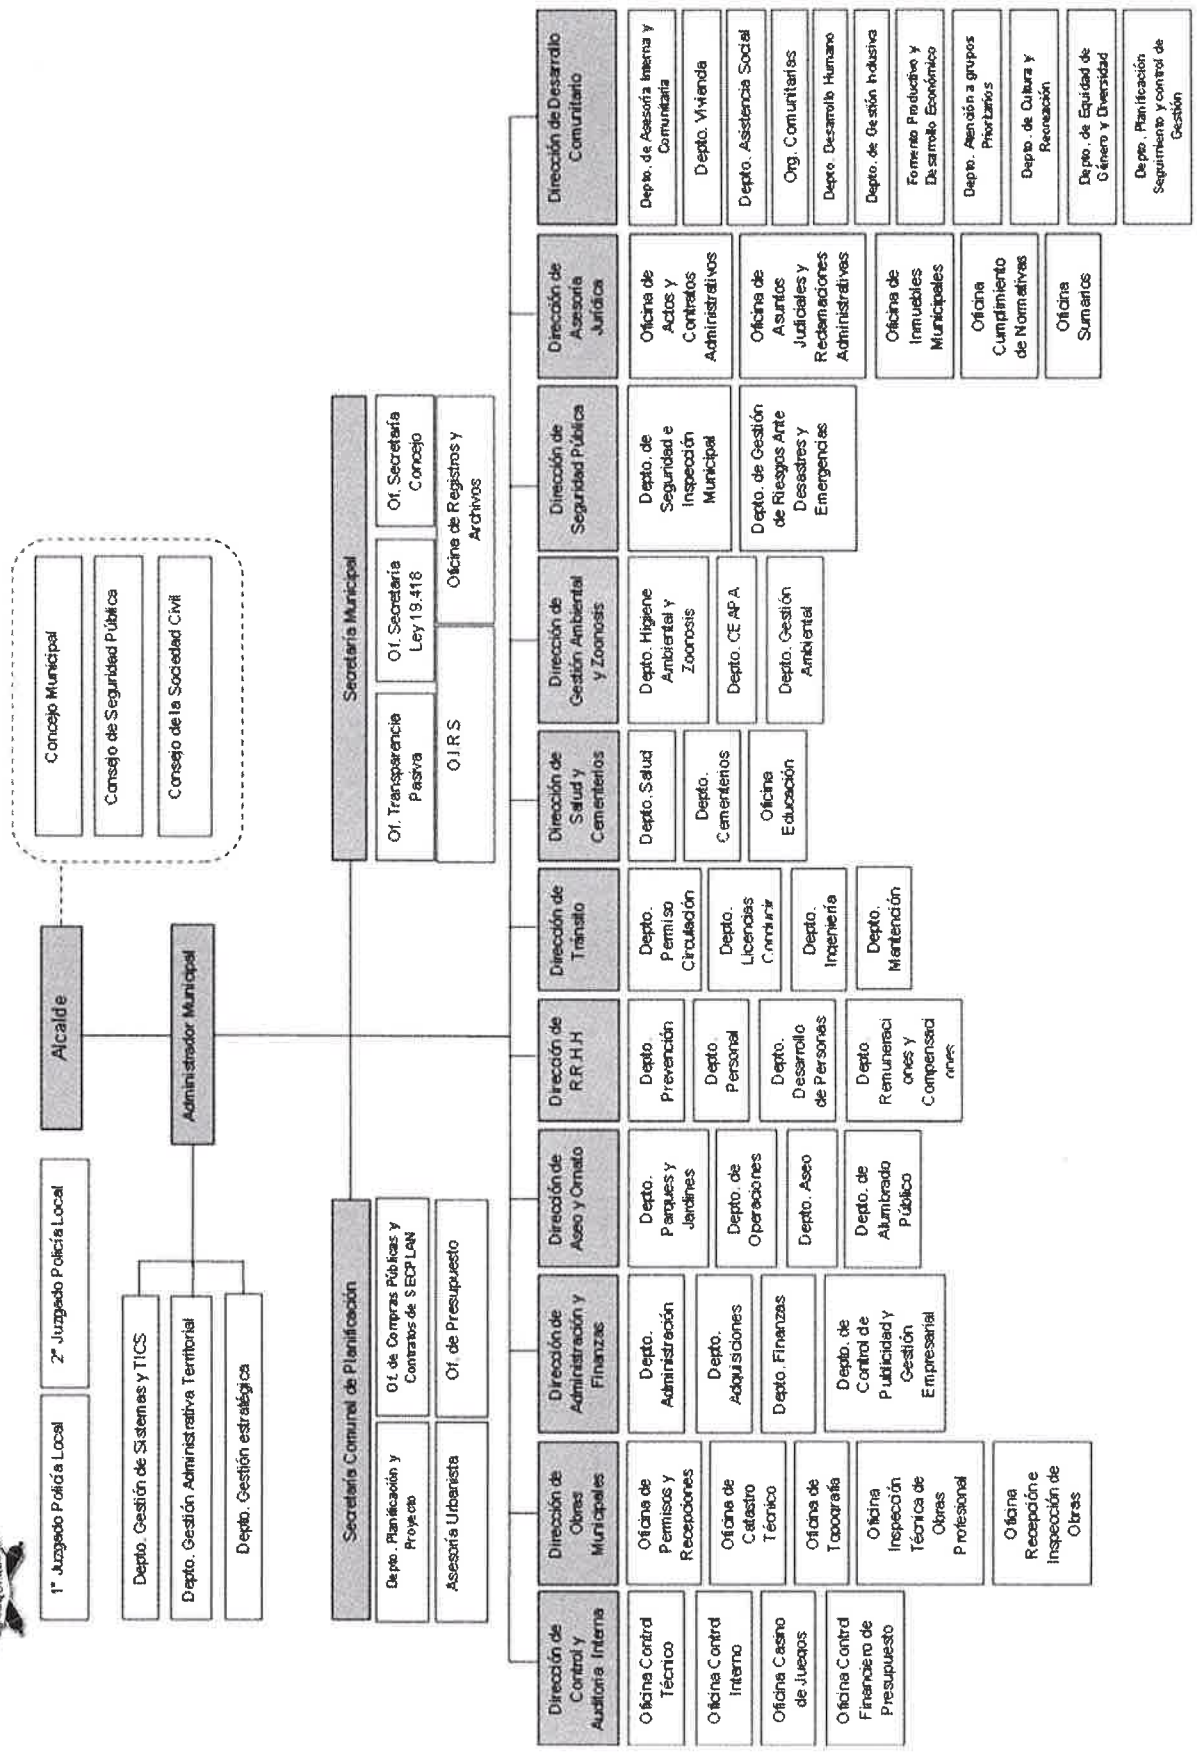 Alcalde
Concejo Municipal
Consejo de Seguridad Pública
Consejo de la Sociedad Civil
1° Juzgado Policía Local
2° Juzgado Policía Local
Administrador Municipal
Depto. Gestión de Sistemas y TICS
Depto. Gestión Administrativa Territorial
Depto. Gestión estratégica
Secretaría Comunal de Planificación
Depto. Planificación y
Proyecto
Of. de Compras Públicas y
Contratos de SECPLAN
Asesoría Urbanista
Of. de Presupuesto
Secretaría Municipal
Of. Transparencia
Pasiva
Of. Secretaría
Ley 19.418
Of. Secretaría
Concejo
O.I.R.S
Oficina de Registros y
Archivos
Dirección de
Control y
Auditoría Interna
Oficina Control
Técnico
Oficina Control
Interno
Oficina Casino
de Juegos
Oficina Control
Financiero de
Presupuesto
Dirección de
Obras
Municipales
Oficina de
Permisos y
Recepciones
Oficina de
Catastro
Técnico
Oficina de
Topografía
Oficina
Inspección
Técnica de
Obras
Profesional
Oficina
Recepción e
Inspección de
Obras
Dirección de
Administración y
Finanzas
Depto.
Administración
Depto.
Adquisiciones
Depto. Finanzas
Depto. de
Control de
Publicidad y
Gestión
Empresarial
Dirección de
Aseo y Ornato
Depto.
Parques y
Jardines
Depto. de
Operaciones
Depto. Aseo
Depto. de
Alumbrado
Público
Dirección de
R.R.H.H
Depto.
Prevención
Depto.
Personal
Depto.
Desarrollo
de Personas
Depto.
Remuneraci
ones y
Compensaci
ones
Dirección de
Tránsito
Depto.
Permiso
Circulación
Depto.
Licencias
Conducir
Depto.
Ingeniería
Depto.
Mantención
Dirección de
Salud y
Cementerios
Depto. Salud
Depto.
Cementerios
Oficina
Educación
Dirección de
Gestión Ambiental
y Zoonosis
Depto. Higiene
Ambiental y
Zoonosis
Depto. CEAPA
Depto. Gestión
Ambiental
Dirección de
Seguridad Pública
Depto. de
Seguridad e
Inspección
Municipal
Depto. de Gestión
de Riesgos Ante
Desastres y
Emergencias
Dirección de
Asesoría
Jurídica
Oficina de
Actos y
Contratos
Administrativos
Oficina de
Asuntos
Judiciales y
Reclamaciones
Administrativas
Oficina de
Inmuebles
Municipales
Oficina
Cumplimiento
de Normativas
Oficina
Sumarios
Dirección de Desarrollo
Comunitario
Depto. de Asesoría Interna y
Comunitaria
Depto. Vivienda
Depto. Asistencia Social
Org. Comunitarias
Depto. Desarrollo Humano
Depto. de Gestión Inclusiva
Fomento Productivo y
Desarrollo Económico
Depto. Atención a grupos
Prioritarios
Depto. de Cultura y
Recreación
Depto. de Equidad de
Género y Diversidad
Depto. Planificación
Seguimiento y control de
Gestión